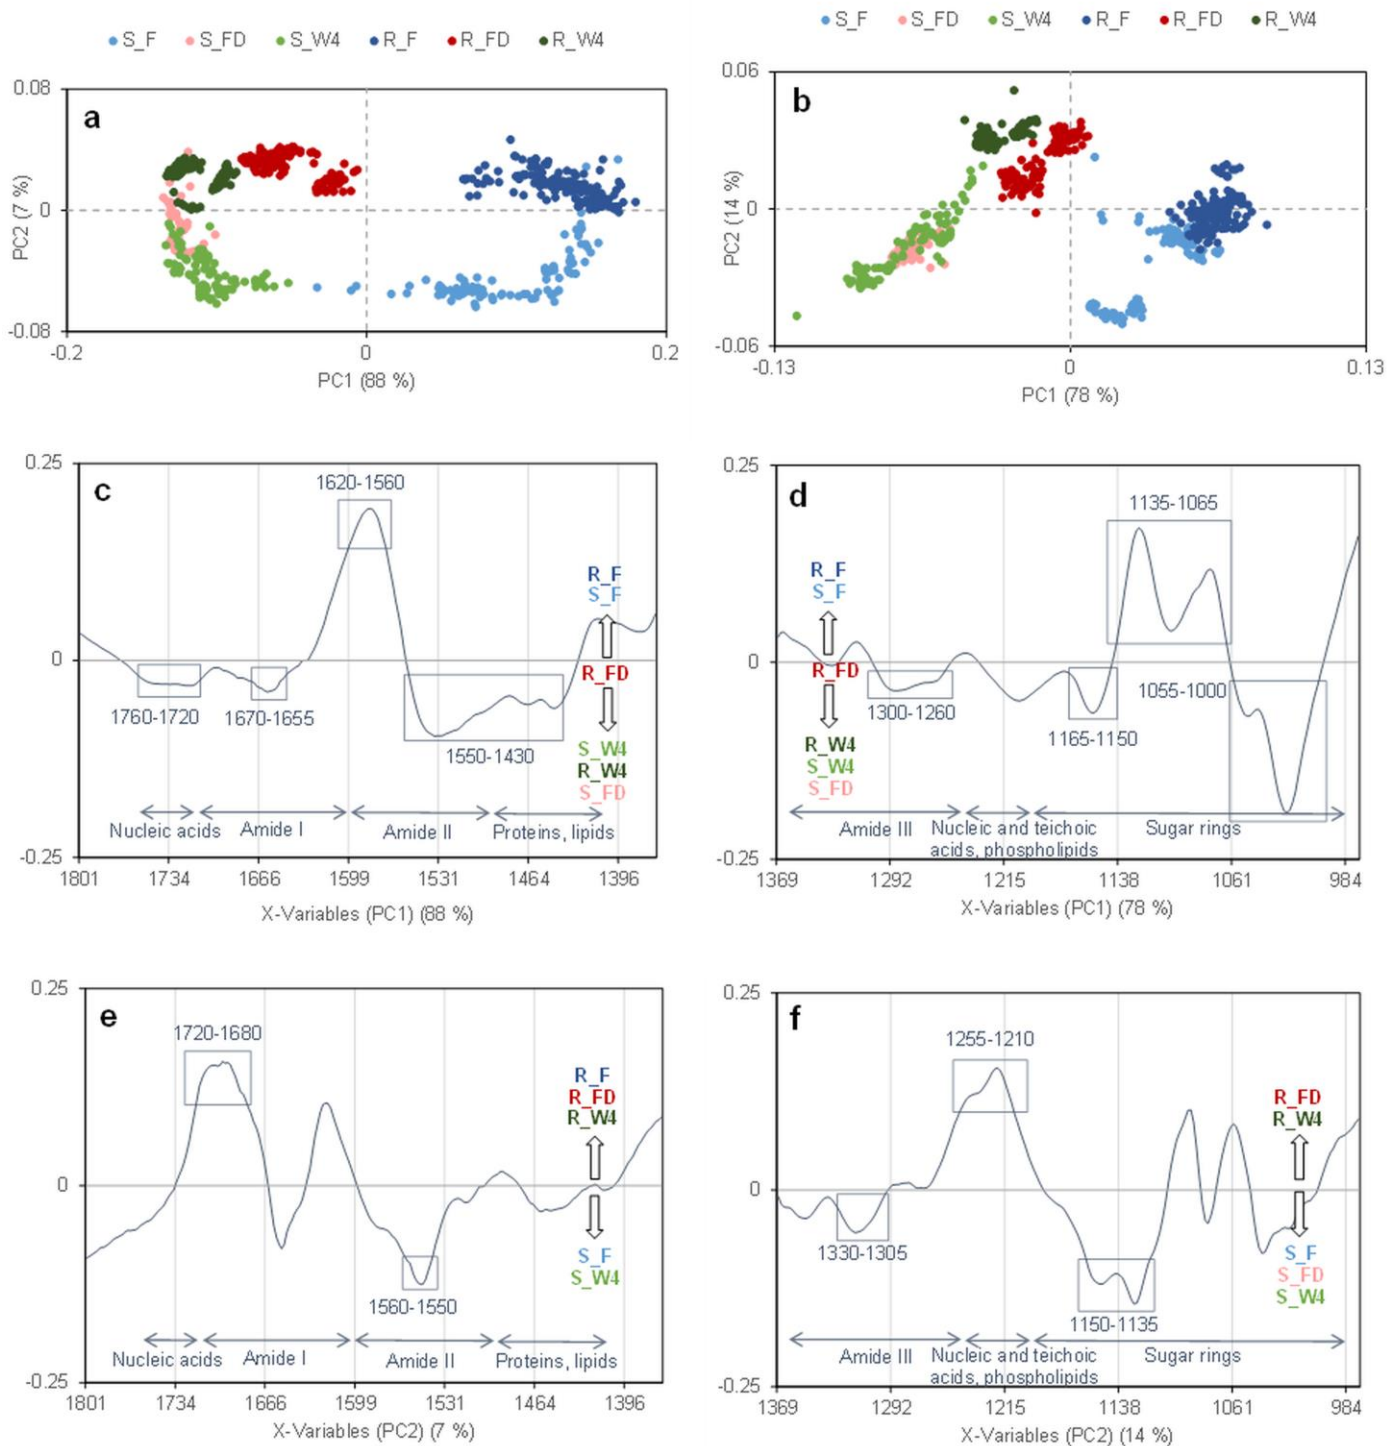 S_F S_FD S_W4 R_F R_FD R_W4
0.08
a
PC2 (7 %)
0
-0.08
-0.2 0 0.2
PC1 (88 %)
S_F S_FD S_W4 R_F R_FD R_W4
0.06
b
PC2 (14 %)
0
-0.06
-0.13 0 0.13
PC1 (78 %)
0.25
c
1620-1560
R_F
S_F
0
R_FD
1760-1720 1670-1655
1550-1430
S_W4
R_W4
S_FD
Nucleic acids Amide I Amide II Proteins, lipids
-0.25
1801 1734 1666 1599 1531 1464 1396
X-Variables (PC1) (88 %)
0.25
d
1135-1065
R_F
S_F
0
R_FD
1300-1260
1055-1000
1165-1150
R_W4
S_W4
S_FD
Amide III Nucleic and teichoic Sugar rings
acids, phospholipids
-0.25
1369 1292 1215 1138 1061 984
X-Variables (PC1) (78 %)
0.25
e
1720-1680
R_F
R_FD
R_W4
0
S_F
S_W4
1560-1550
Nucleic acids Amide I Amide II Proteins, lipids
-0.25
1801 1734 1666 1599 1531 1464 1396
X-Variables (PC2) (7 %)
0.25
f
1255-1210
R_FD
R_W4
0
1330-1305
S_F
S_FD
S_W4
1150-1135
Amide III Nucleic and teichoic Sugar rings
acids, phospholipids
-0.25
1369 1292 1215 1138 1061 984
X-Variables (PC2) (14 %)